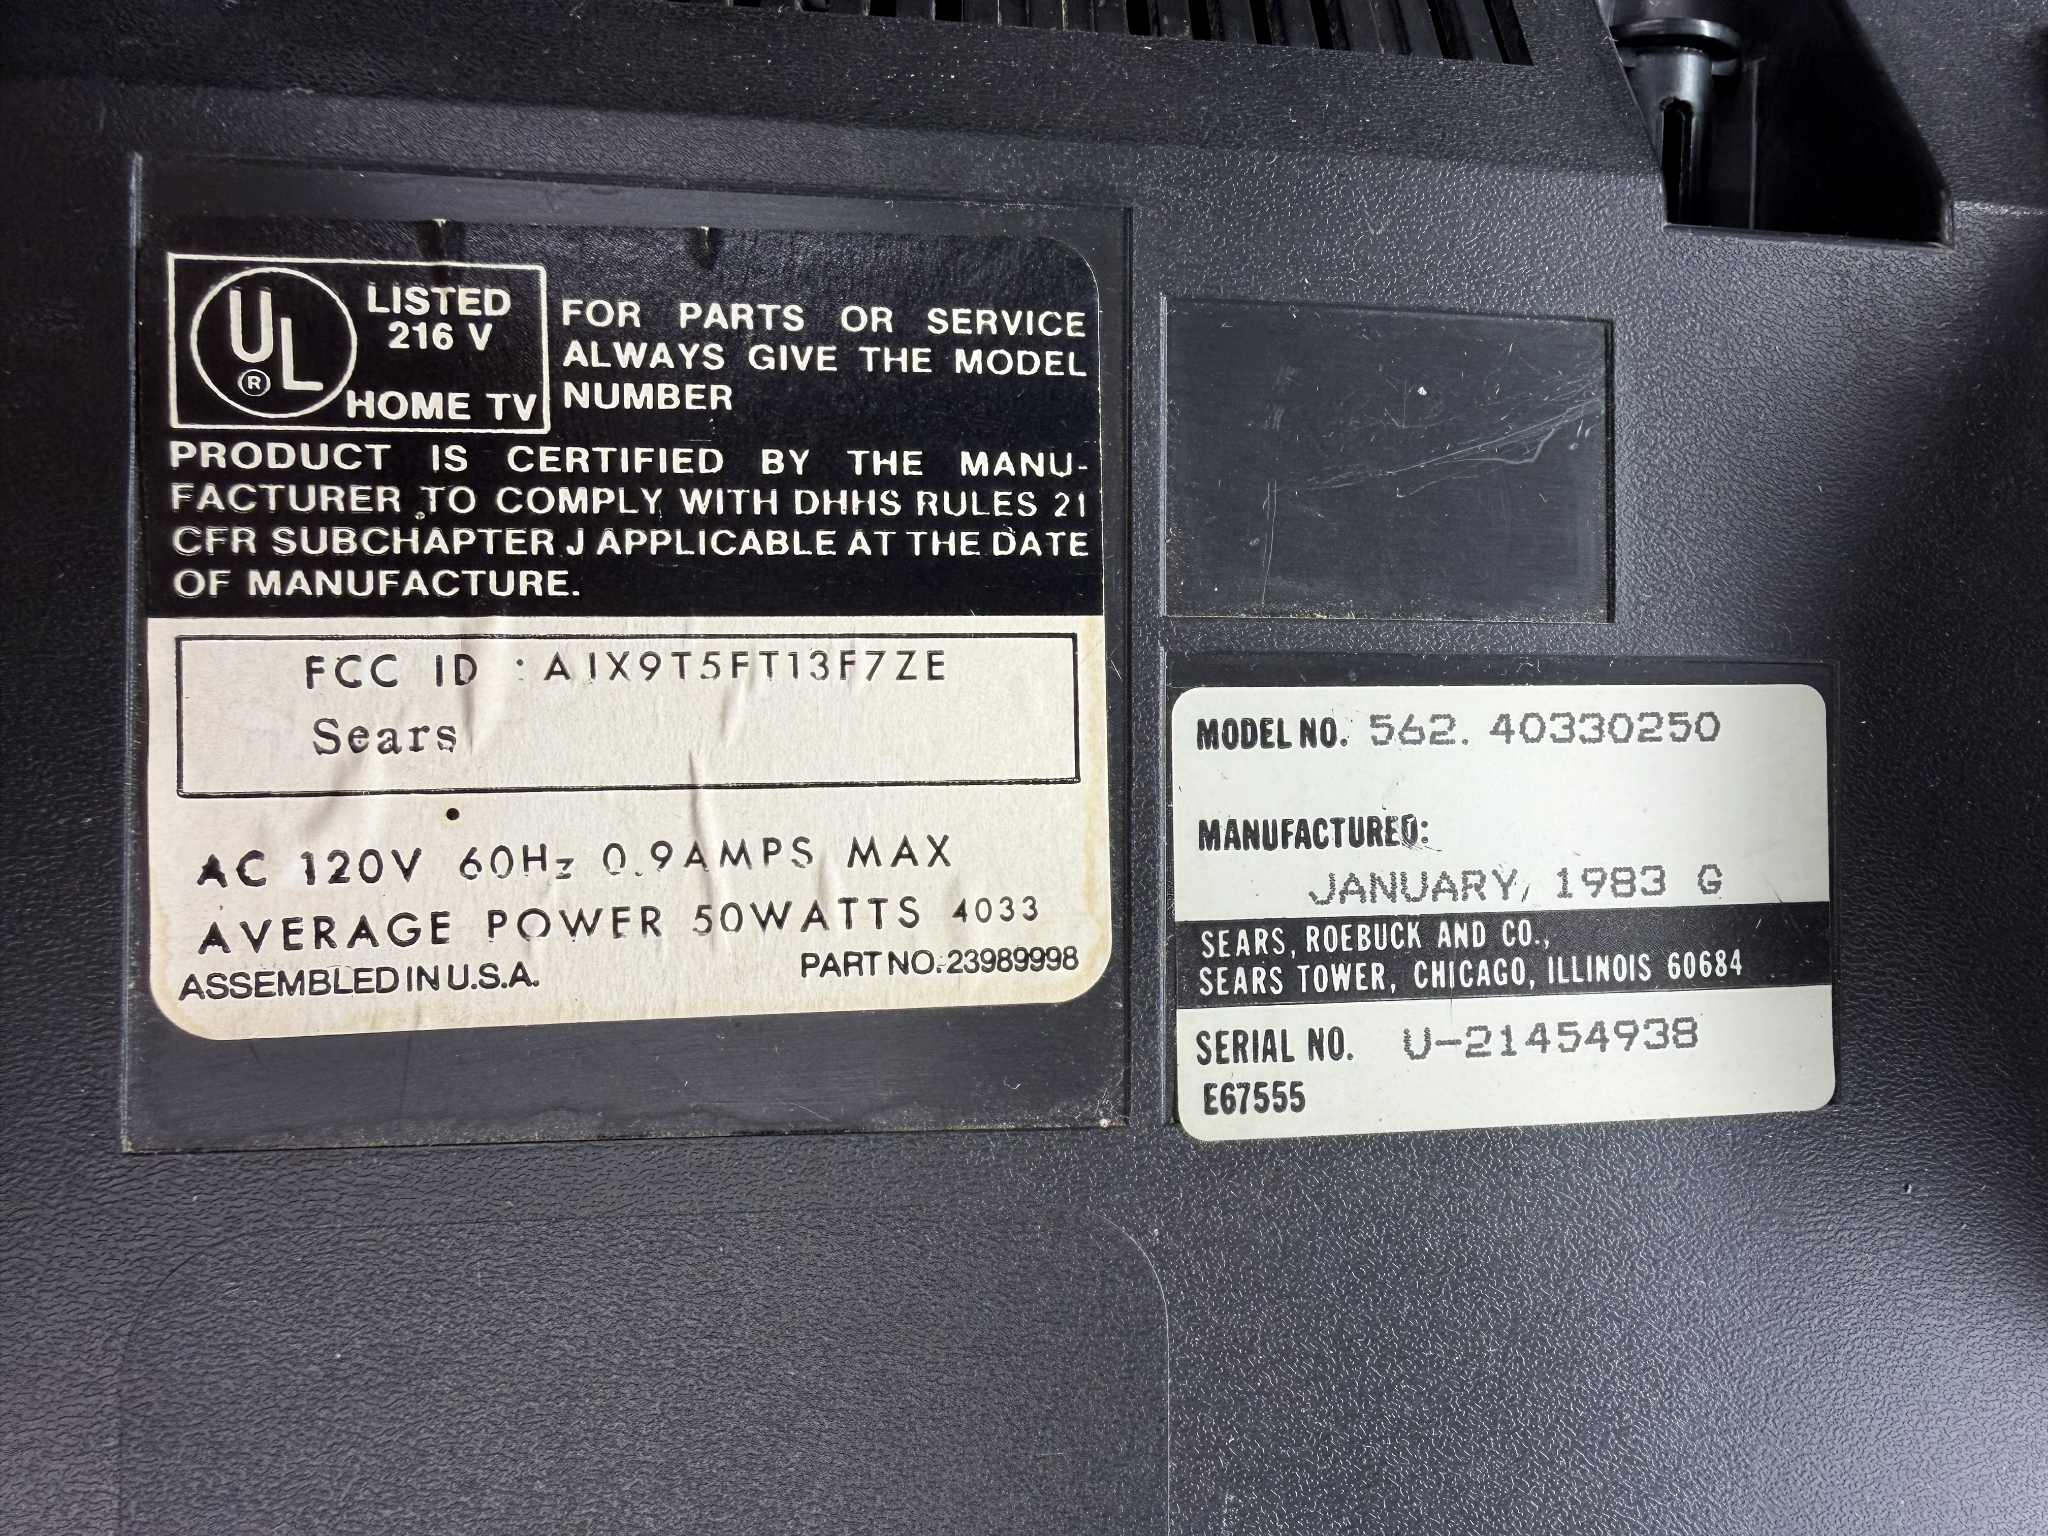 UL
®
LISTED
216 V
HOME TV
FOR PARTS OR SERVICE
ALWAYS GIVE THE MODEL
NUMBER
PRODUCT IS CERTIFIED BY THE MANU-
FACTURER TO COMPLY WITH DHHS RULES 21
CFR SUBCHAPTER J APPLICABLE AT THE DATE
OF MANUFACTURE.
FCC ID : AIX9T5FT13F7ZE
Sears
AC 120V 60Hz 0.9AMPS MAX
AVERAGE POWER 50WATTS 4033
ASSEMBLED IN U.S.A. PART NO.23989998
MODEL NO. 562. 40330250
MANUFACTURED:
JANUARY, 1983 G
SEARS, ROEBUCK AND CO.,
SEARS TOWER, CHICAGO, ILLINOIS 60684
SERIAL NO. U-21454938
E67555